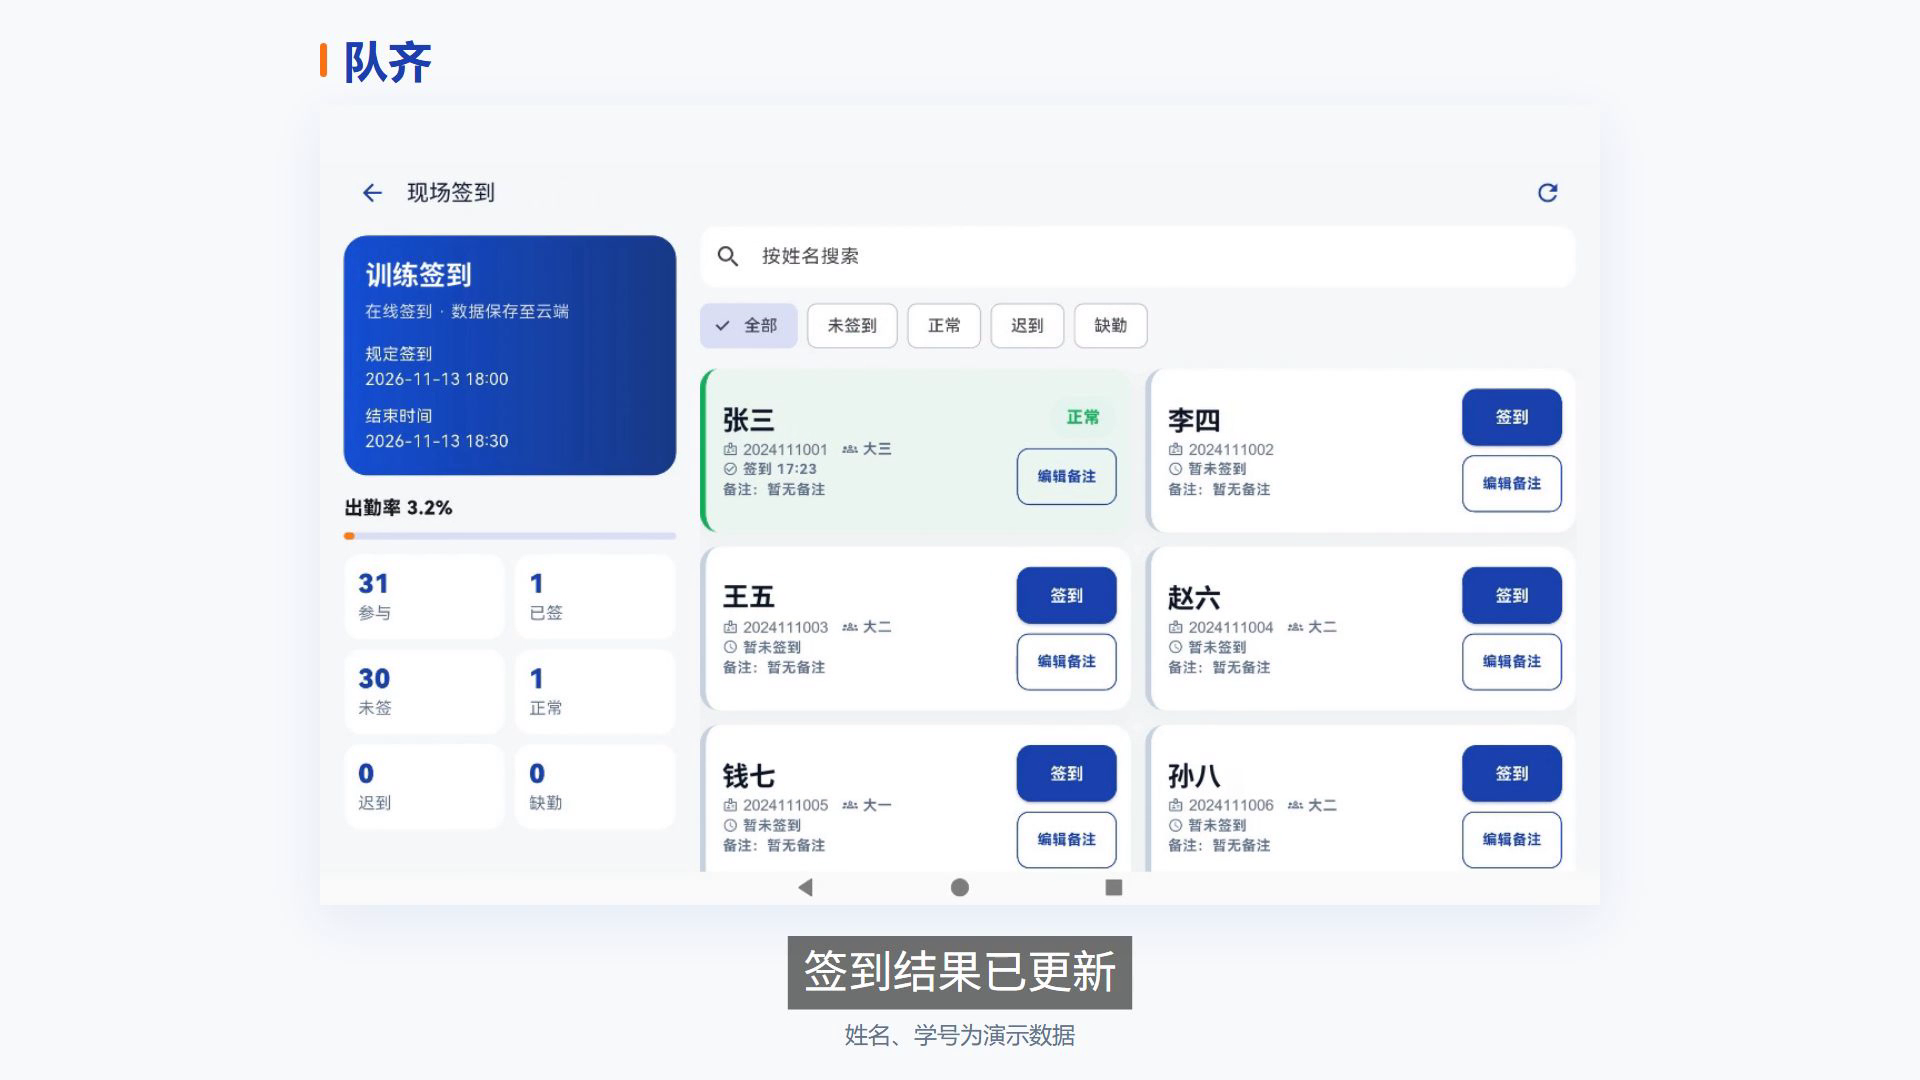 队齐
现场签到
训练签到
在线签到 · 数据保存至云端
规定签到
2026-11-13 18:00
结束时间
2026-11-13 18:30
出勤率 3.2%
31
参与
1
已签
30
未签
1
正常
0
迟到
0
缺勤
按姓名搜索
全部 未签到 正常 迟到 缺勤
张三
正常
2024111001 大三
签到 17:23
备注：暂无备注
编辑备注
李四
签到
2024111002
暂未签到
备注：暂无备注
编辑备注
王五
签到
2024111003 大二
暂未签到
备注：暂无备注
编辑备注
赵六
签到
2024111004 大二
暂未签到
备注：暂无备注
编辑备注
钱七
签到
2024111005 大一
暂未签到
备注：暂无备注
编辑备注
孙八
签到
2024111006 大二
暂未签到
备注：暂无备注
编辑备注
签到结果已更新
姓名、学号为演示数据